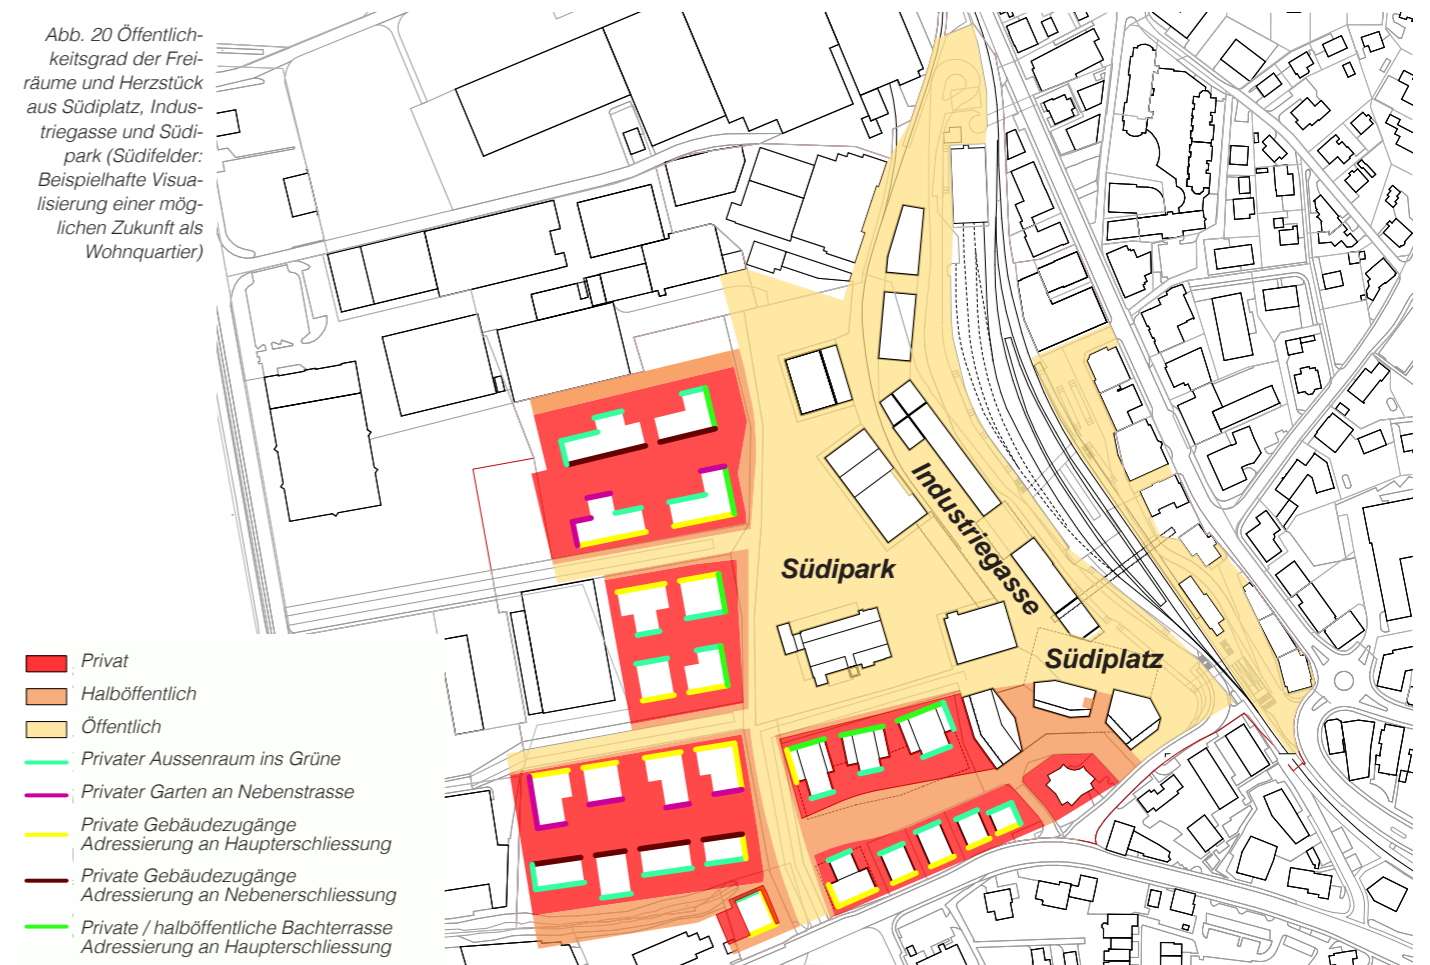 Abb. 20 Öffentlich-
keitsgrad der Frei-
räume und Herzstück
aus Südiplatz, Indus-
triegasse und Südi-
park (Südifelder:
Beispielhafte Visua-
lisierung einer mög-
lichen Zukunft als
Wohnquartier)
Industriegasse
Südipark
Südiplatz
Privat
Halböffentlich
Öffentlich
Privater Aussenraum ins Grüne
Privater Garten an Nebenstrasse
Private Gebäudezugänge
Adressierung an Haupterschliessung
Private Gebäudezugänge
Adressierung an Nebenerschliessung
Private / halböffentliche Bachterrasse
Adressierung an Haupterschliessung